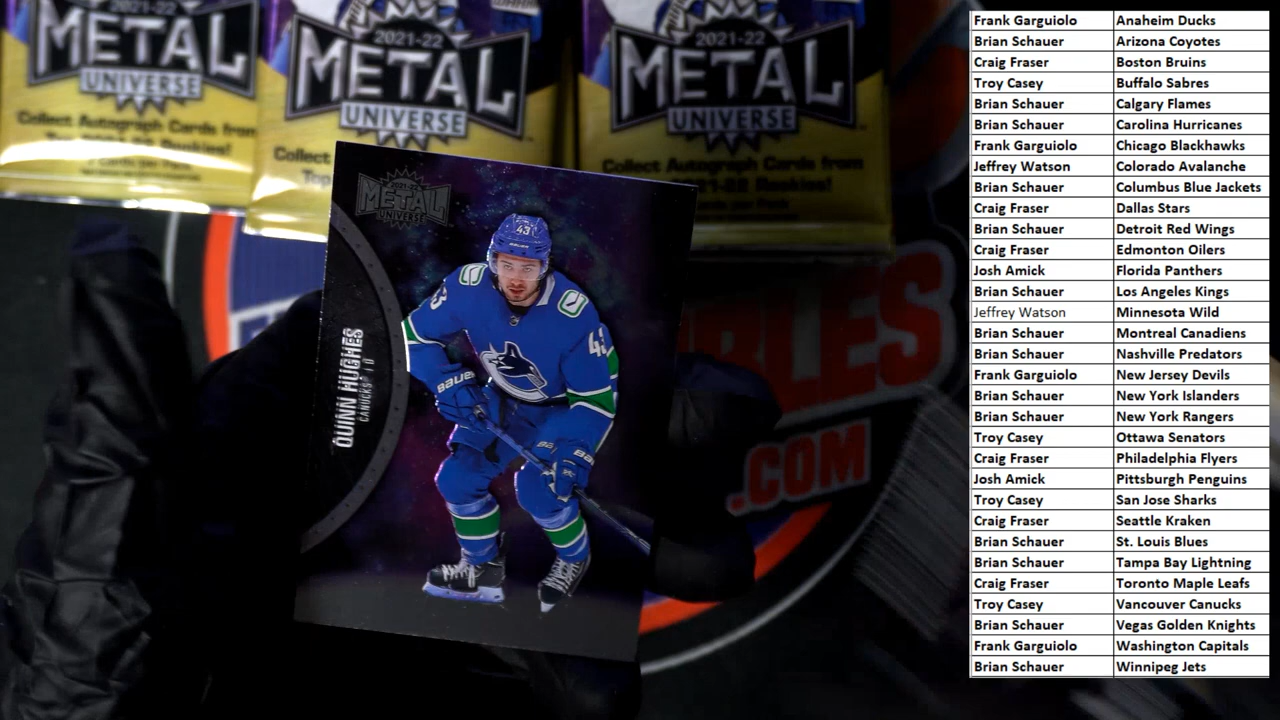 2021-22
METAL
UNIVERSE
Collect Autograph Cards from
2021-22
METAL
UNIVERSE
Collect
Top
2021-22
METAL
UNIVERSE
Collect Autograph Cards from
2021-22 Rookies!
2021-22
METAL
UNIVERSE
43
43
43
BAUER
QUINN HUGHES
CANUCKS / D
.COM
Frank Garguiolo Anaheim Ducks
Brian Schauer Arizona Coyotes
Craig Fraser Boston Bruins
Troy Casey Buffalo Sabres
Brian Schauer Calgary Flames
Brian Schauer Carolina Hurricanes
Frank Garguiolo Chicago Blackhawks
Jeffrey Watson Colorado Avalanche
Brian Schauer Columbus Blue Jackets
Craig Fraser Dallas Stars
Brian Schauer Detroit Red Wings
Craig Fraser Edmonton Oilers
Josh Amick Florida Panthers
Brian Schauer Los Angeles Kings
Jeffrey Watson Minnesota Wild
Brian Schauer Montreal Canadiens
Brian Schauer Nashville Predators
Frank Garguiolo New Jersey Devils
Brian Schauer New York Islanders
Brian Schauer New York Rangers
Troy Casey Ottawa Senators
Craig Fraser Philadelphia Flyers
Josh Amick Pittsburgh Penguins
Troy Casey San Jose Sharks
Craig Fraser Seattle Kraken
Brian Schauer St. Louis Blues
Brian Schauer Tampa Bay Lightning
Craig Fraser Toronto Maple Leafs
Troy Casey Vancouver Canucks
Brian Schauer Vegas Golden Knights
Frank Garguiolo Washington Capitals
Brian Schauer Winnipeg Jets